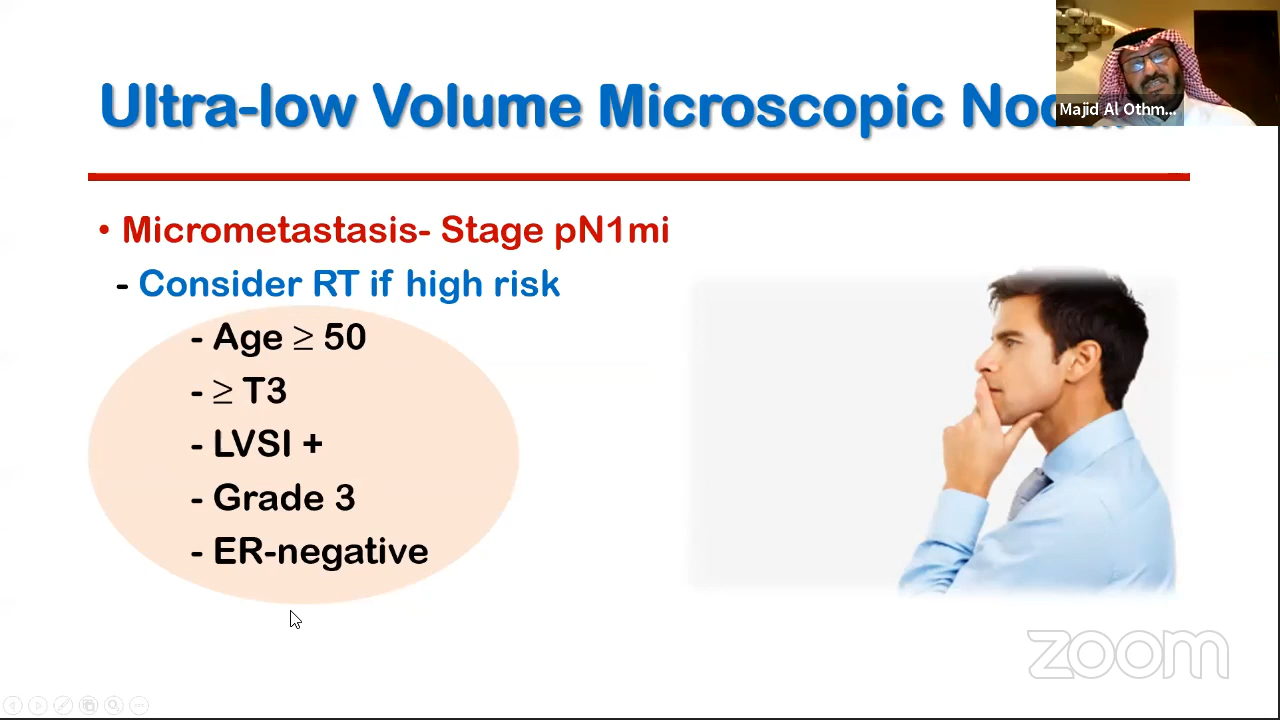 Ultra-low Volume Microscopic
Majid Al Othm...
• Micrometastasis- Stage pN1mi
- Consider RT if high risk
- Age ≥ 50
- ≥ T3
- LVSI +
- Grade 3
- ER-negative
zoom